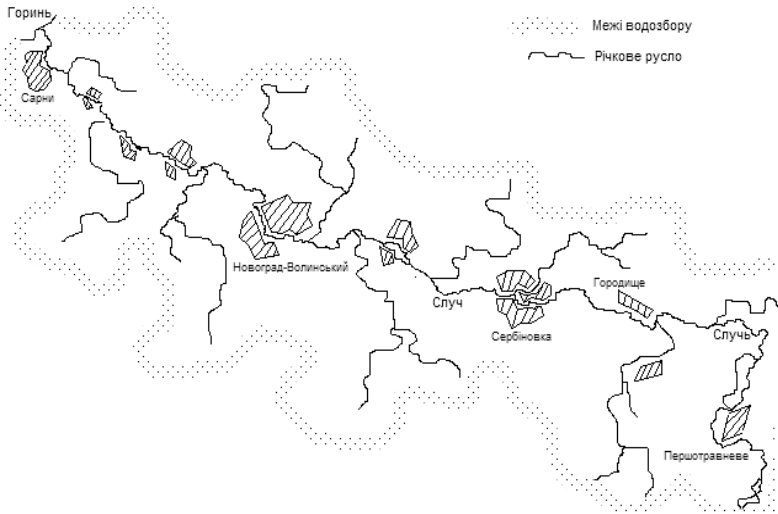 Горинь
Межі водозбору
Річкове русло
Сарни
Новоград-Волинський
Городище
Случ
Сербіновка
Случь
Першотравневе